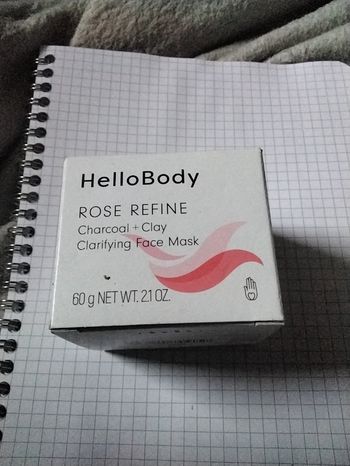 HelloBody
ROSE REFINE
Charcoal + Clay
Clarifying Face Mask
60 g NET WT. 2.1 OZ.